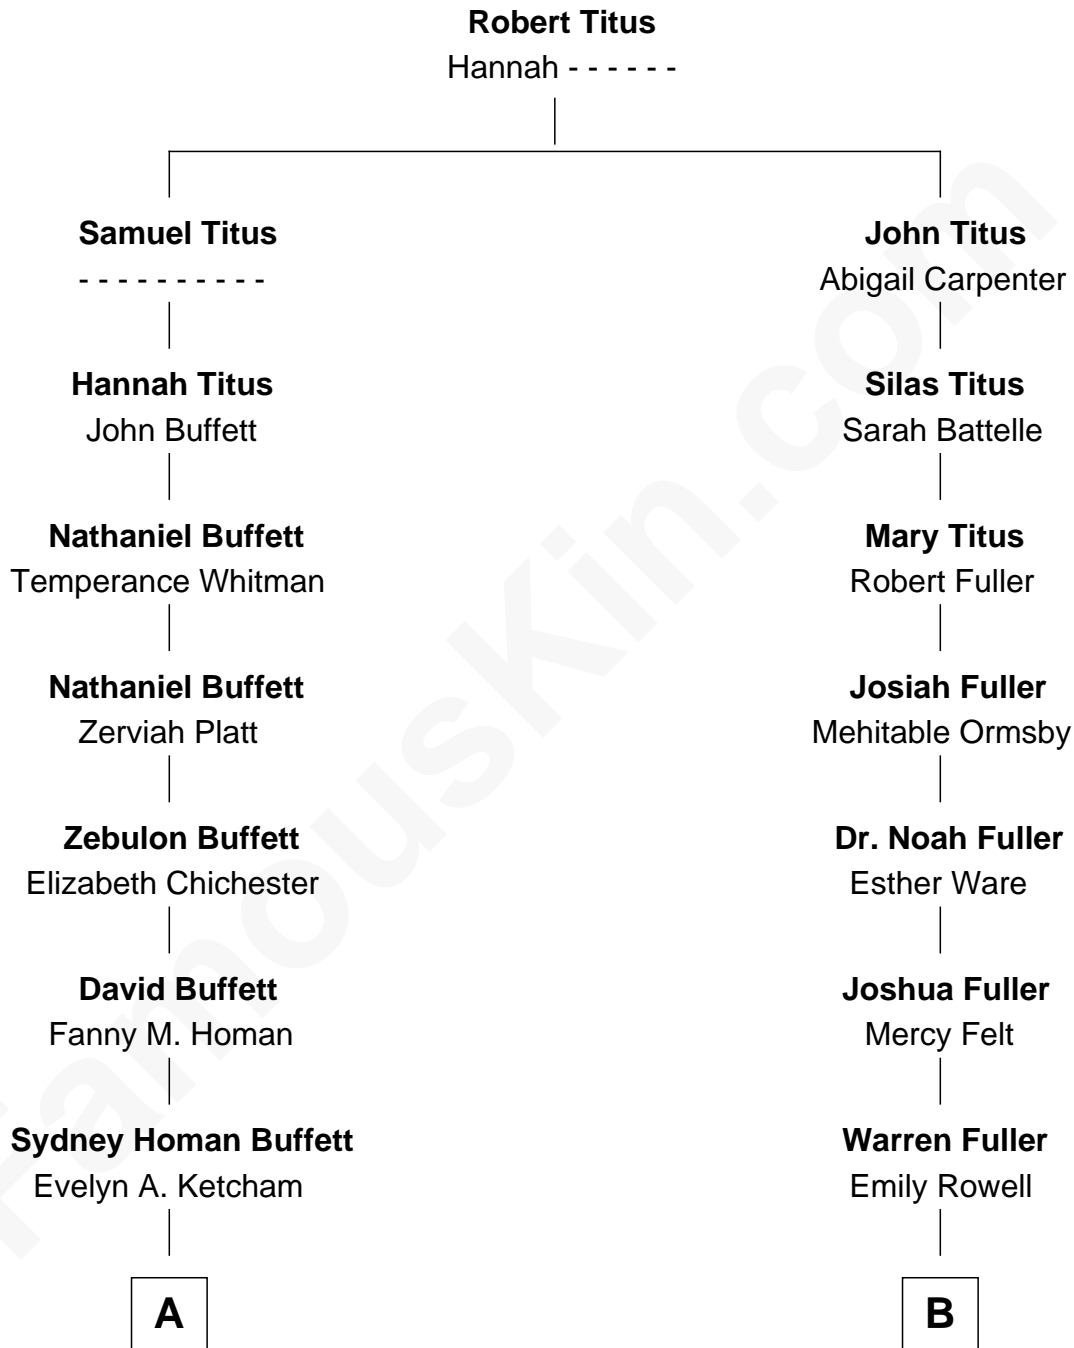 Robert Titus
Hannah - - - - - -
Samuel Titus
- - - - - - - - - -
John Titus
Abigail Carpenter
Hannah Titus
John Buffett
Silas Titus
Sarah Battelle
Nathaniel Buffett
Temperance Whitman
Mary Titus
Robert Fuller
Nathaniel Buffett
Zerviah Platt
Josiah Fuller
Mehitable Ormsby
Zebulon Buffett
Elizabeth Chichester
Dr. Noah Fuller
Esther Ware
David Buffett
Fanny M. Homan
Joshua Fuller
Mercy Felt
Sydney Homan Buffett
Evelyn A. Ketcham
Warren Fuller
Emily Rowell
A
B
FamousKin.com